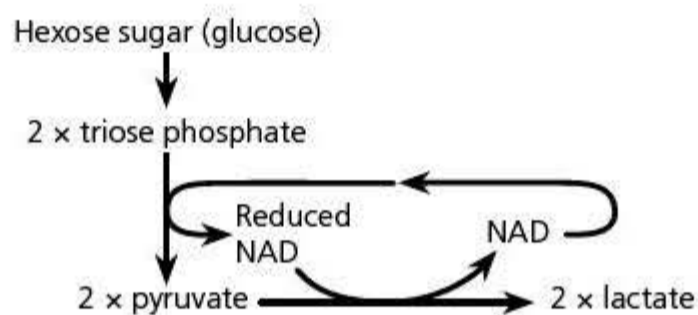 Hexose sugar (glucose)
2 × triose phosphate
Reduced
NAD
NAD
2 × pyruvate
2 × lactate